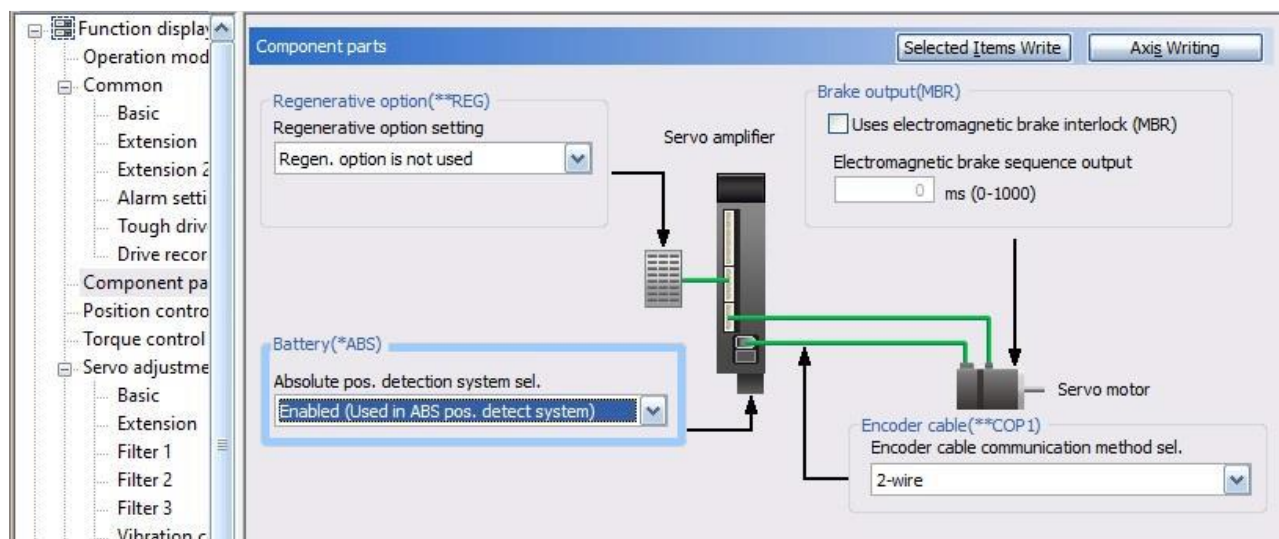 Function display
Operation mod
Common
Basic
Extension
Extension 2
Alarm setti
Tough driv
Drive recor
Component pa
Position contro
Torque control
Servo adjustme
Basic
Extension
Filter 1
Filter 2
Filter 3
Vibration c
Component parts
Selected Items Write
Axis Writing
Regenerative option(**REG)
Regenerative option setting
Regen. option is not used
Servo amplifier
Brake output(MBR)
Uses electromagnetic brake interlock (MBR)
Electromagnetic brake sequence output
0 ms (0-1000)
Battery(*ABS)
Absolute pos. detection system sel.
Enabled (Used in ABS pos. detect system)
Servo motor
Encoder cable(**COP1)
Encoder cable communication method sel.
2-wire